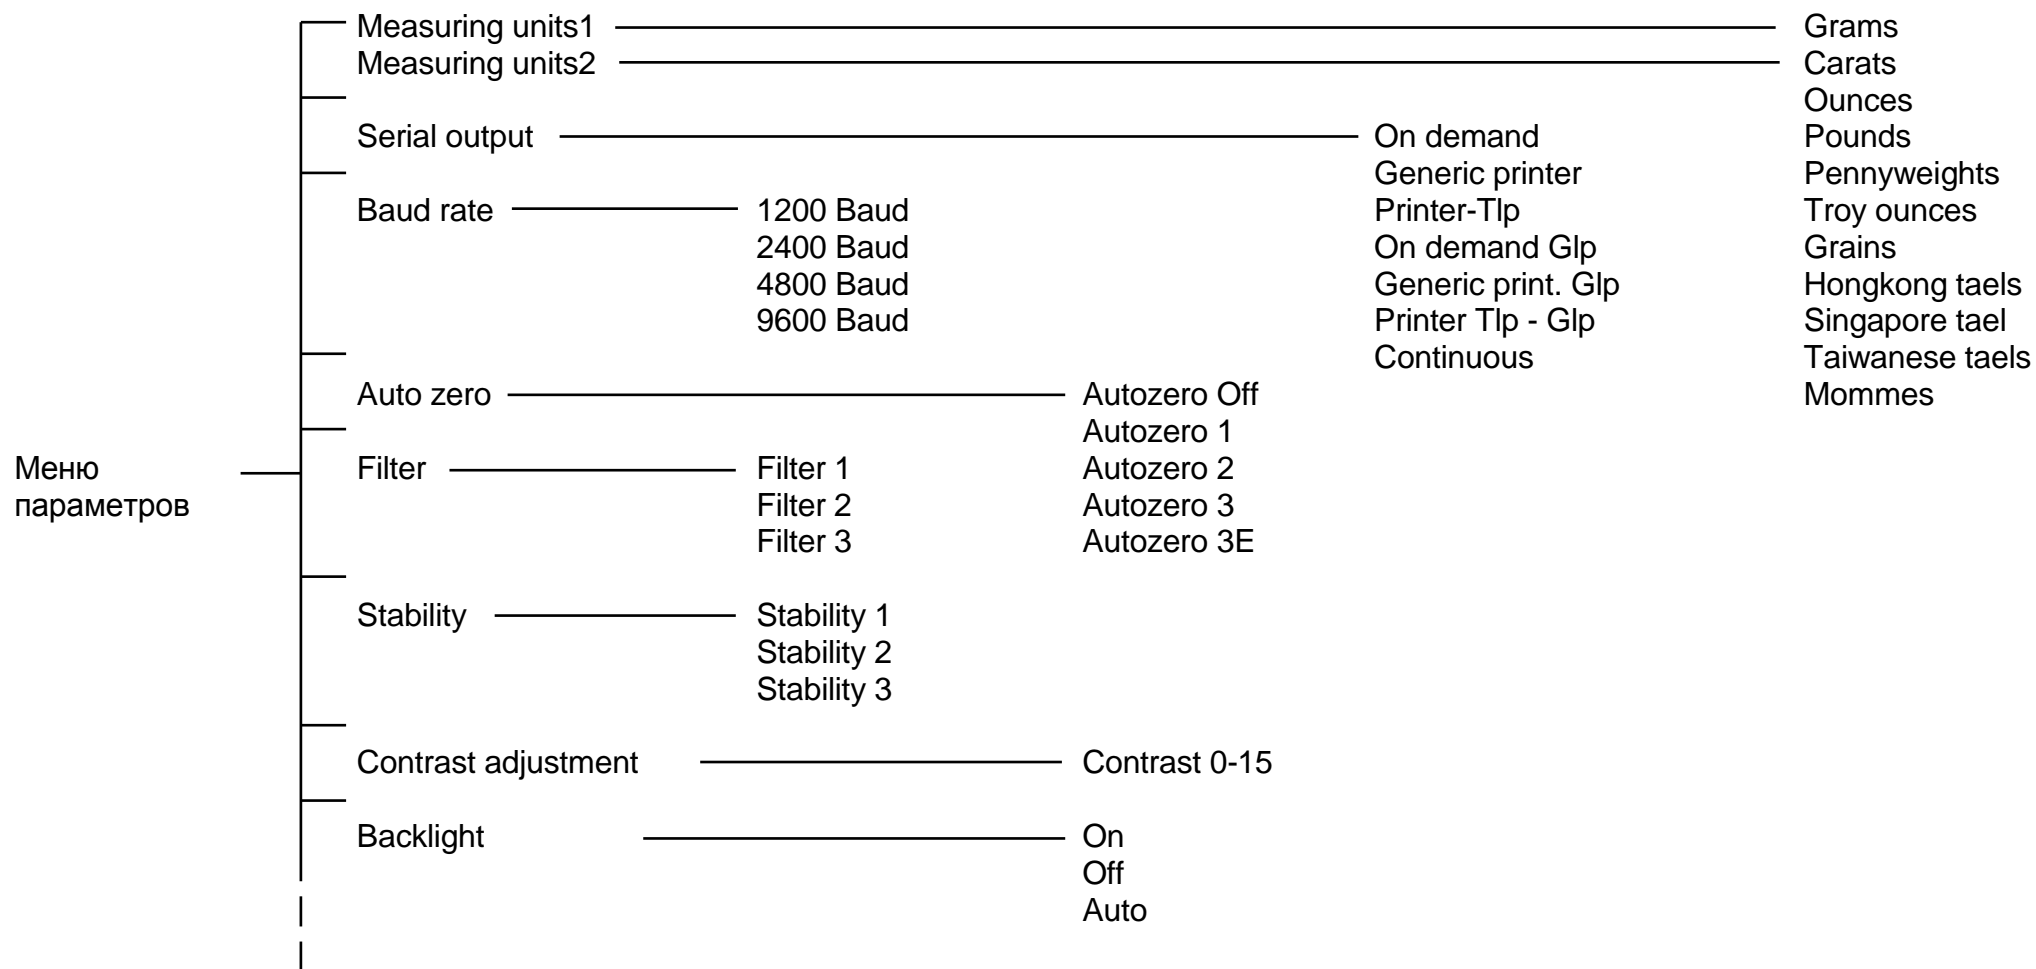 Measuring units1 Grams
Measuring units2 Carats
Ounces
Serial output On demand Pounds
Generic printer Pennyweights
Baud rate 1200 Baud Printer-Tlp Troy ounces
2400 Baud On demand Glp Grains
4800 Baud Generic print. Glp Hongkong taels
9600 Baud Printer Tlp - Glp Singapore tael
Continuous Taiwanese taels
Auto zero Autozero Off Mommes
Autozero 1
Меню Filter Filter 1 Autozero 2
параметров Filter 2 Autozero 3
Filter 3 Autozero 3E
Stability Stability 1
Stability 2
Stability 3
Contrast adjustment Contrast 0-15
Backlight On
Off
Auto